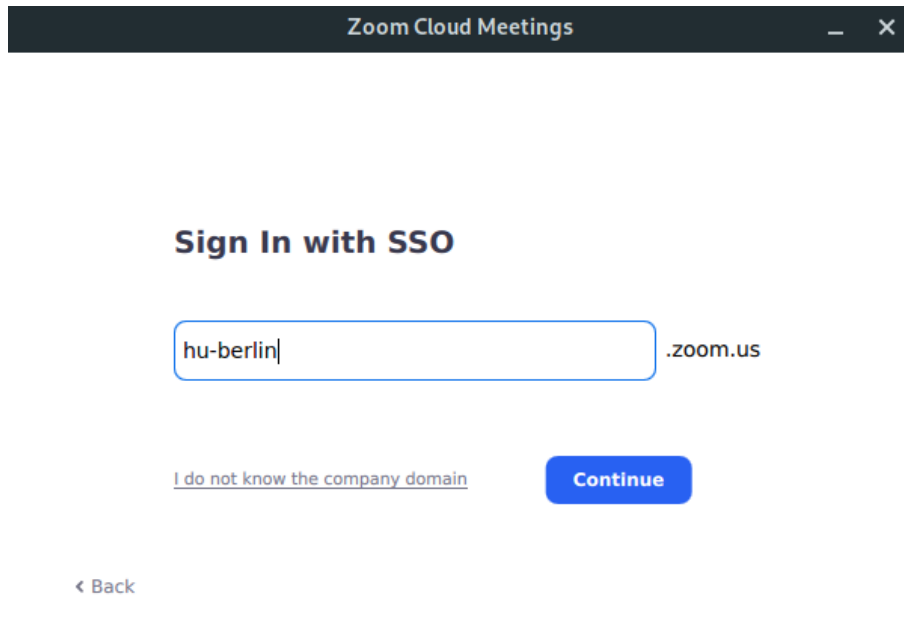 Zoom Cloud Meetings
Sign In with SSO
hu-berlin .zoom.us
I do not know the company domain Continue
Back